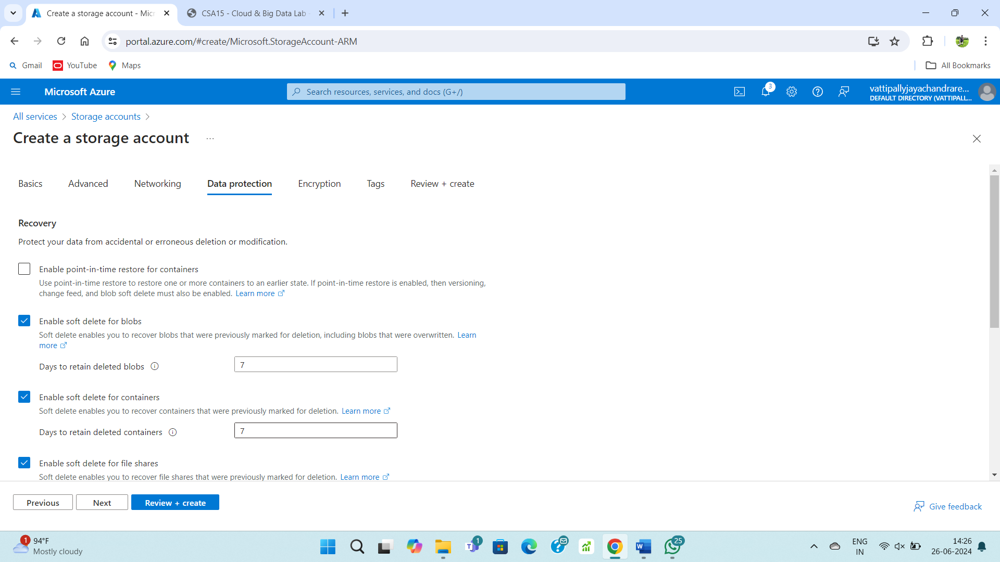 Create a storage account - Micr
CSA15 - Cloud & Big Data Lab -
portal.azure.com/#create/Microsoft.StorageAccount-ARM
Gmail
YouTube
Maps
All Bookmarks
Microsoft Azure
Search resources, services, and docs (G+/)
3
vattipallyjayachandrare...
DEFAULT DIRECTORY (VATTIPALL...
All services > Storage accounts >
Create a storage account ...
Basics
Advanced
Networking
Data protection
Encryption
Tags
Review + create
Recovery
Protect your data from accidental or erroneous deletion or modification.
Enable point-in-time restore for containers
Use point-in-time restore to restore one or more containers to an earlier state. If point-in-time restore is enabled, then versioning,
change feed, and blob soft delete must also be enabled. Learn more
Enable soft delete for blobs
Soft delete enables you to recover blobs that were previously marked for deletion, including blobs that were overwritten. Learn
more
Days to retain deleted blobs
7
Enable soft delete for containers
Soft delete enables you to recover containers that were previously marked for deletion. Learn more
Days to retain deleted containers
7
Enable soft delete for file shares
Soft delete enables you to recover file shares that were previously marked for deletion. Learn more
Previous
Next
Review + create
Give feedback
1
94°F
Mostly cloudy
1
25
ENG
IN
14:26
26-06-2024